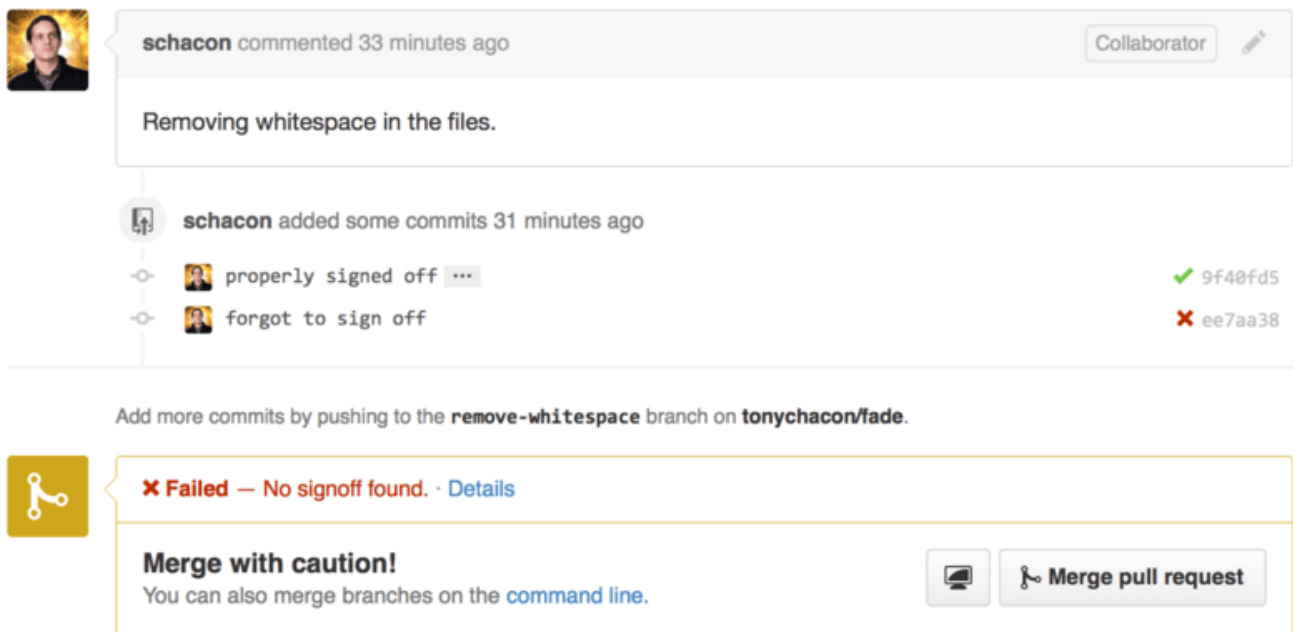 schacon commented 33 minutes ago Collaborator
Removing whitespace in the files.
schacon added some commits 31 minutes ago
properly signed off ··· 9f40fd5
forgot to sign off ee7aa38
Add more commits by pushing to the remove-whitespace branch on tonychacon/fade.
Failed — No signoff found. · Details
Merge with caution!
You can also merge branches on the command line.
Merge pull request